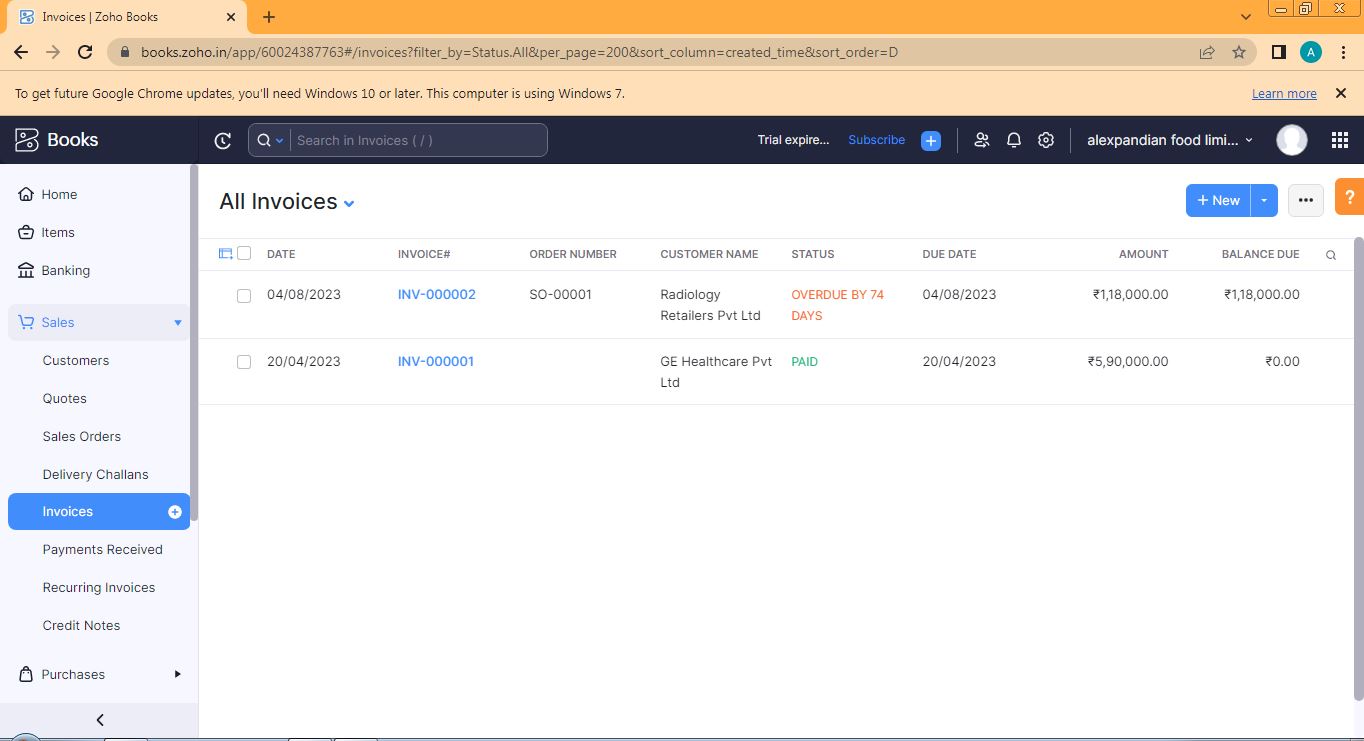 Invoices | Zoho Books
books.zoho.in/app/60024387763#/invoices?filter_by=Status.All&per_page=200&sort_column=created_time&sort_order=D
A
To get future Google Chrome updates, you'll need Windows 10 or later. This computer is using Windows 7.
Learn more
Books
Search in Invoices ( / )
Trial expire...
Subscribe
alexpandian food limi...
Home
Items
Banking
Sales
Customers
Quotes
Sales Orders
Delivery Challans
Invoices
Payments Received
Recurring Invoices
Credit Notes
Purchases
All Invoices
+ New
?
DATE INVOICE# ORDER NUMBER CUSTOMER NAME STATUS DUE DATE AMOUNT BALANCE DUE
04/08/2023 INV-000002 SO-00001 Radiology OVERDUE BY 74 04/08/2023 ₹1,18,000.00 ₹1,18,000.00
Retailers Pvt Ltd DAYS
20/04/2023 INV-000001 GE Healthcare Pvt PAID 20/04/2023 ₹5,90,000.00 ₹0.00
Ltd